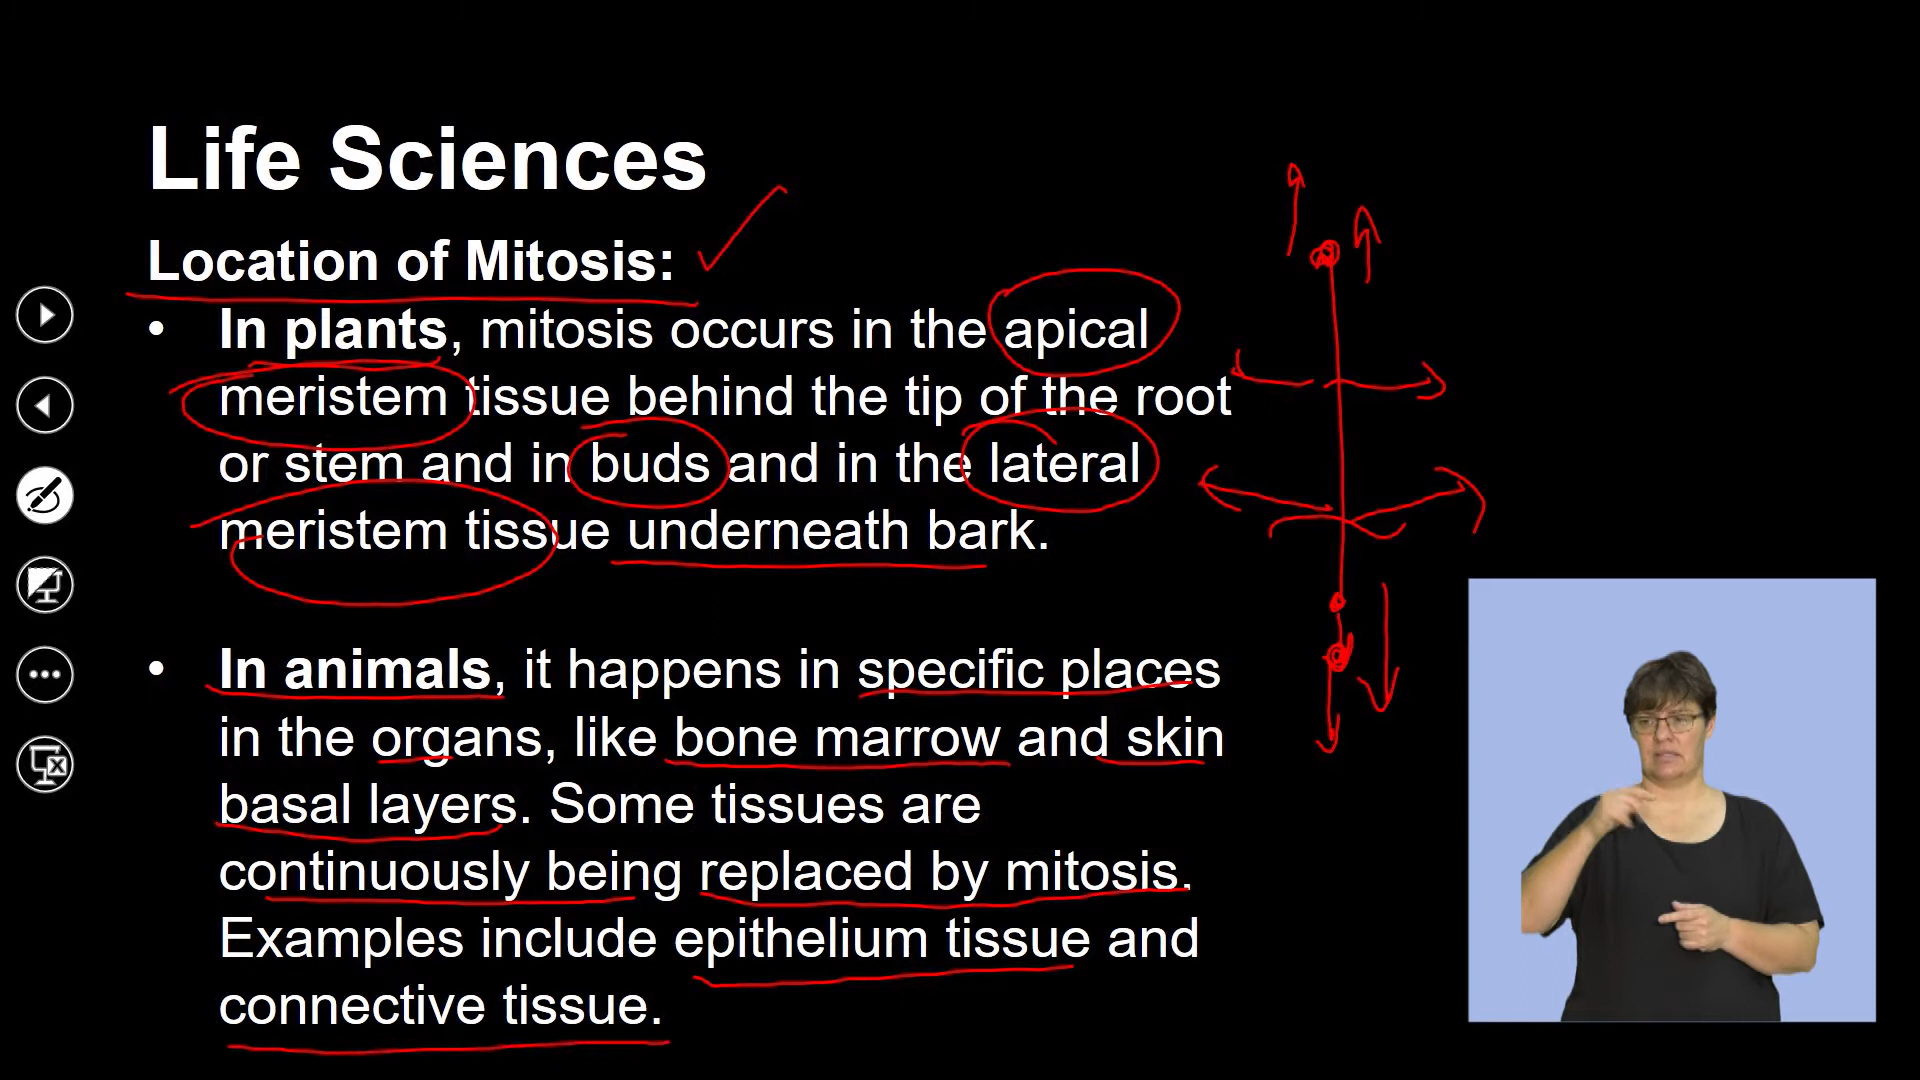 Life Sciences
Location of Mitosis:
• In plants, mitosis occurs in the apical
meristem tissue behind the tip of the root
or stem and in buds and in the lateral
meristem tissue underneath bark.
• In animals, it happens in specific places
in the organs, like bone marrow and skin
basal layers. Some tissues are
continuously being replaced by mitosis.
Examples include epithelium tissue and
connective tissue.